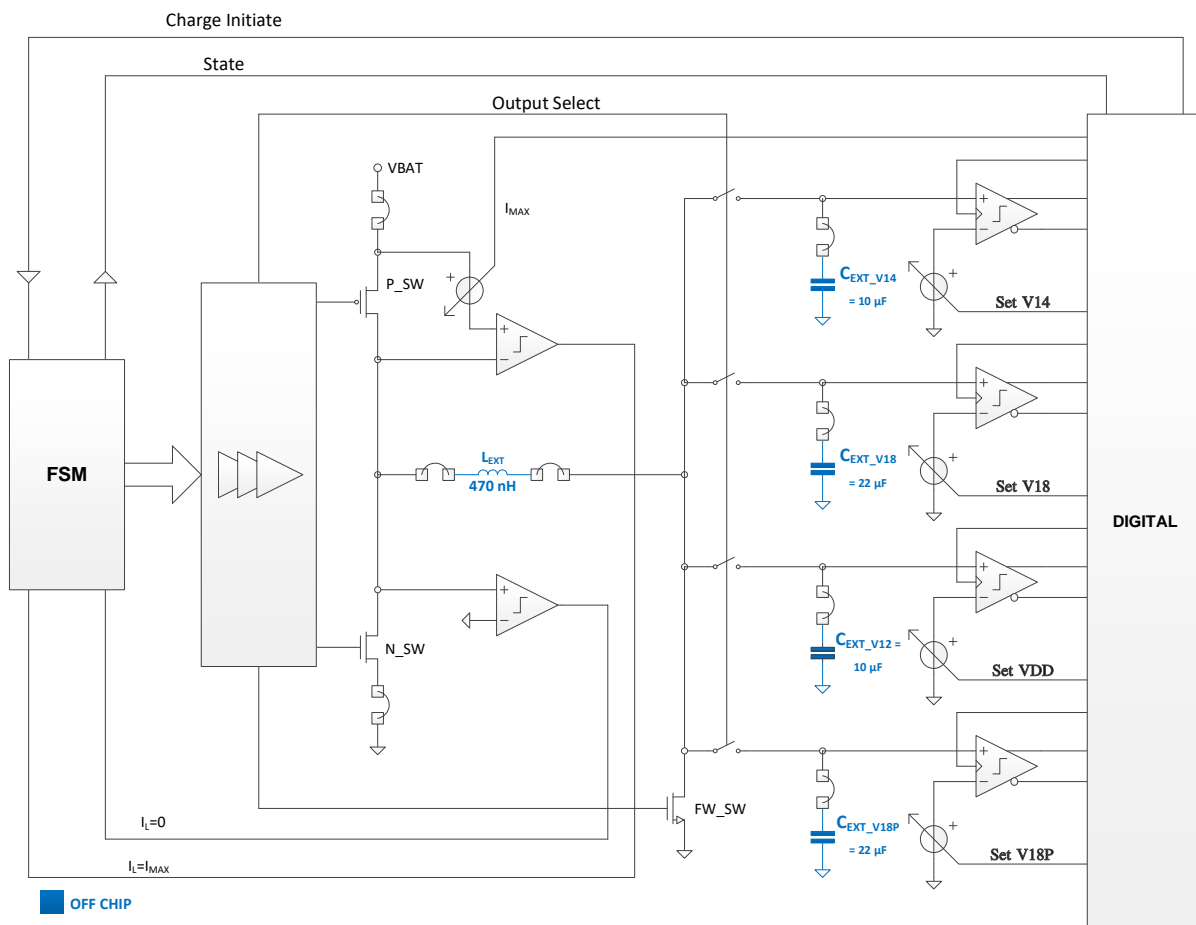 Charge Initiate
State
Output Select
VBAT
IMAX
P_SW
CEXT_V14
= 10 µF
Set V14
FSM
LEXT
470 nH
CEXT_V18
= 22 µF
Set V18
DIGITAL
N_SW
CEXT_V12 =
10 µF
Set VDD
FW_SW
CEXT_V18P
= 22 µF
Set V18P
IL=0
IL=IMAX
OFF CHIP